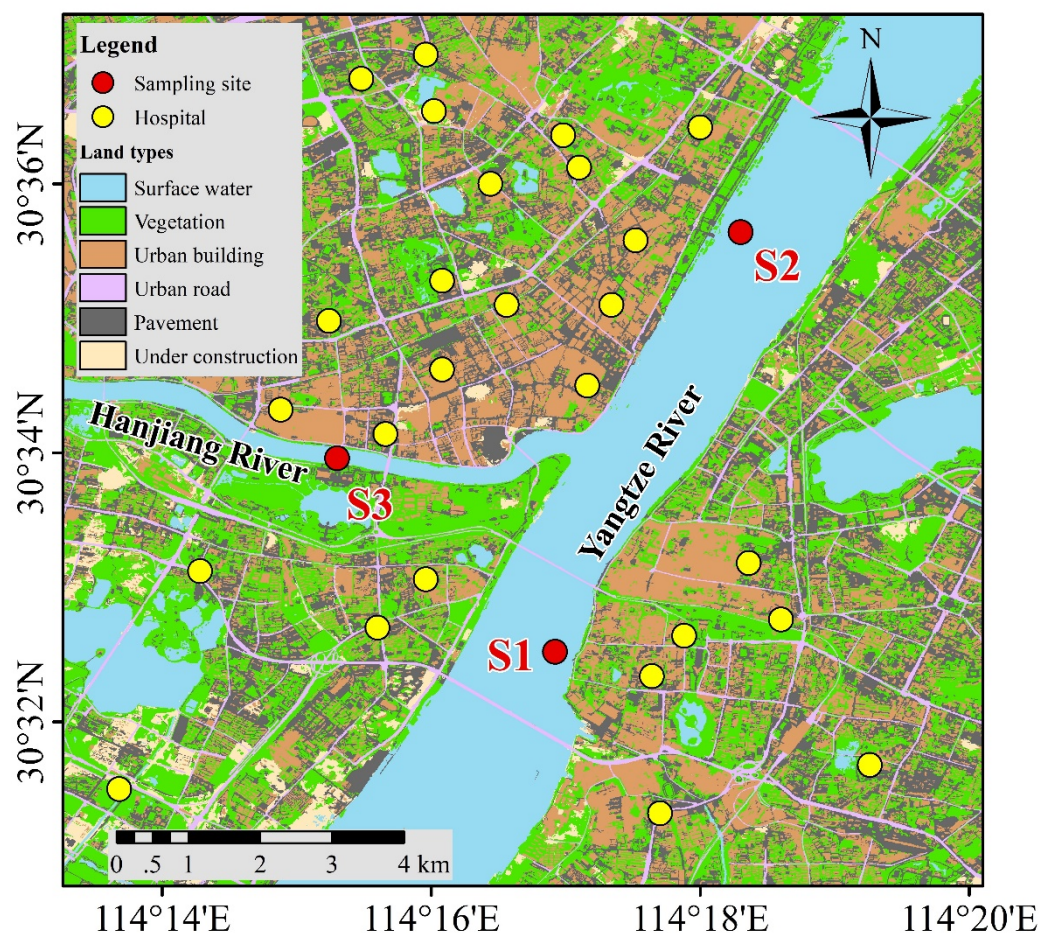 Legend
Sampling site
Hospital
Land types
Surface water
Vegetation
Urban building
Urban road
Pavement
Under construction
N
S2
Hanjiang River
S3
Yangtze River
S1
30°36'N
30°34'N
30°32'N
0 .5 1 2 3 4 km
114°14'E 114°16'E 114°18'E 114°20'E